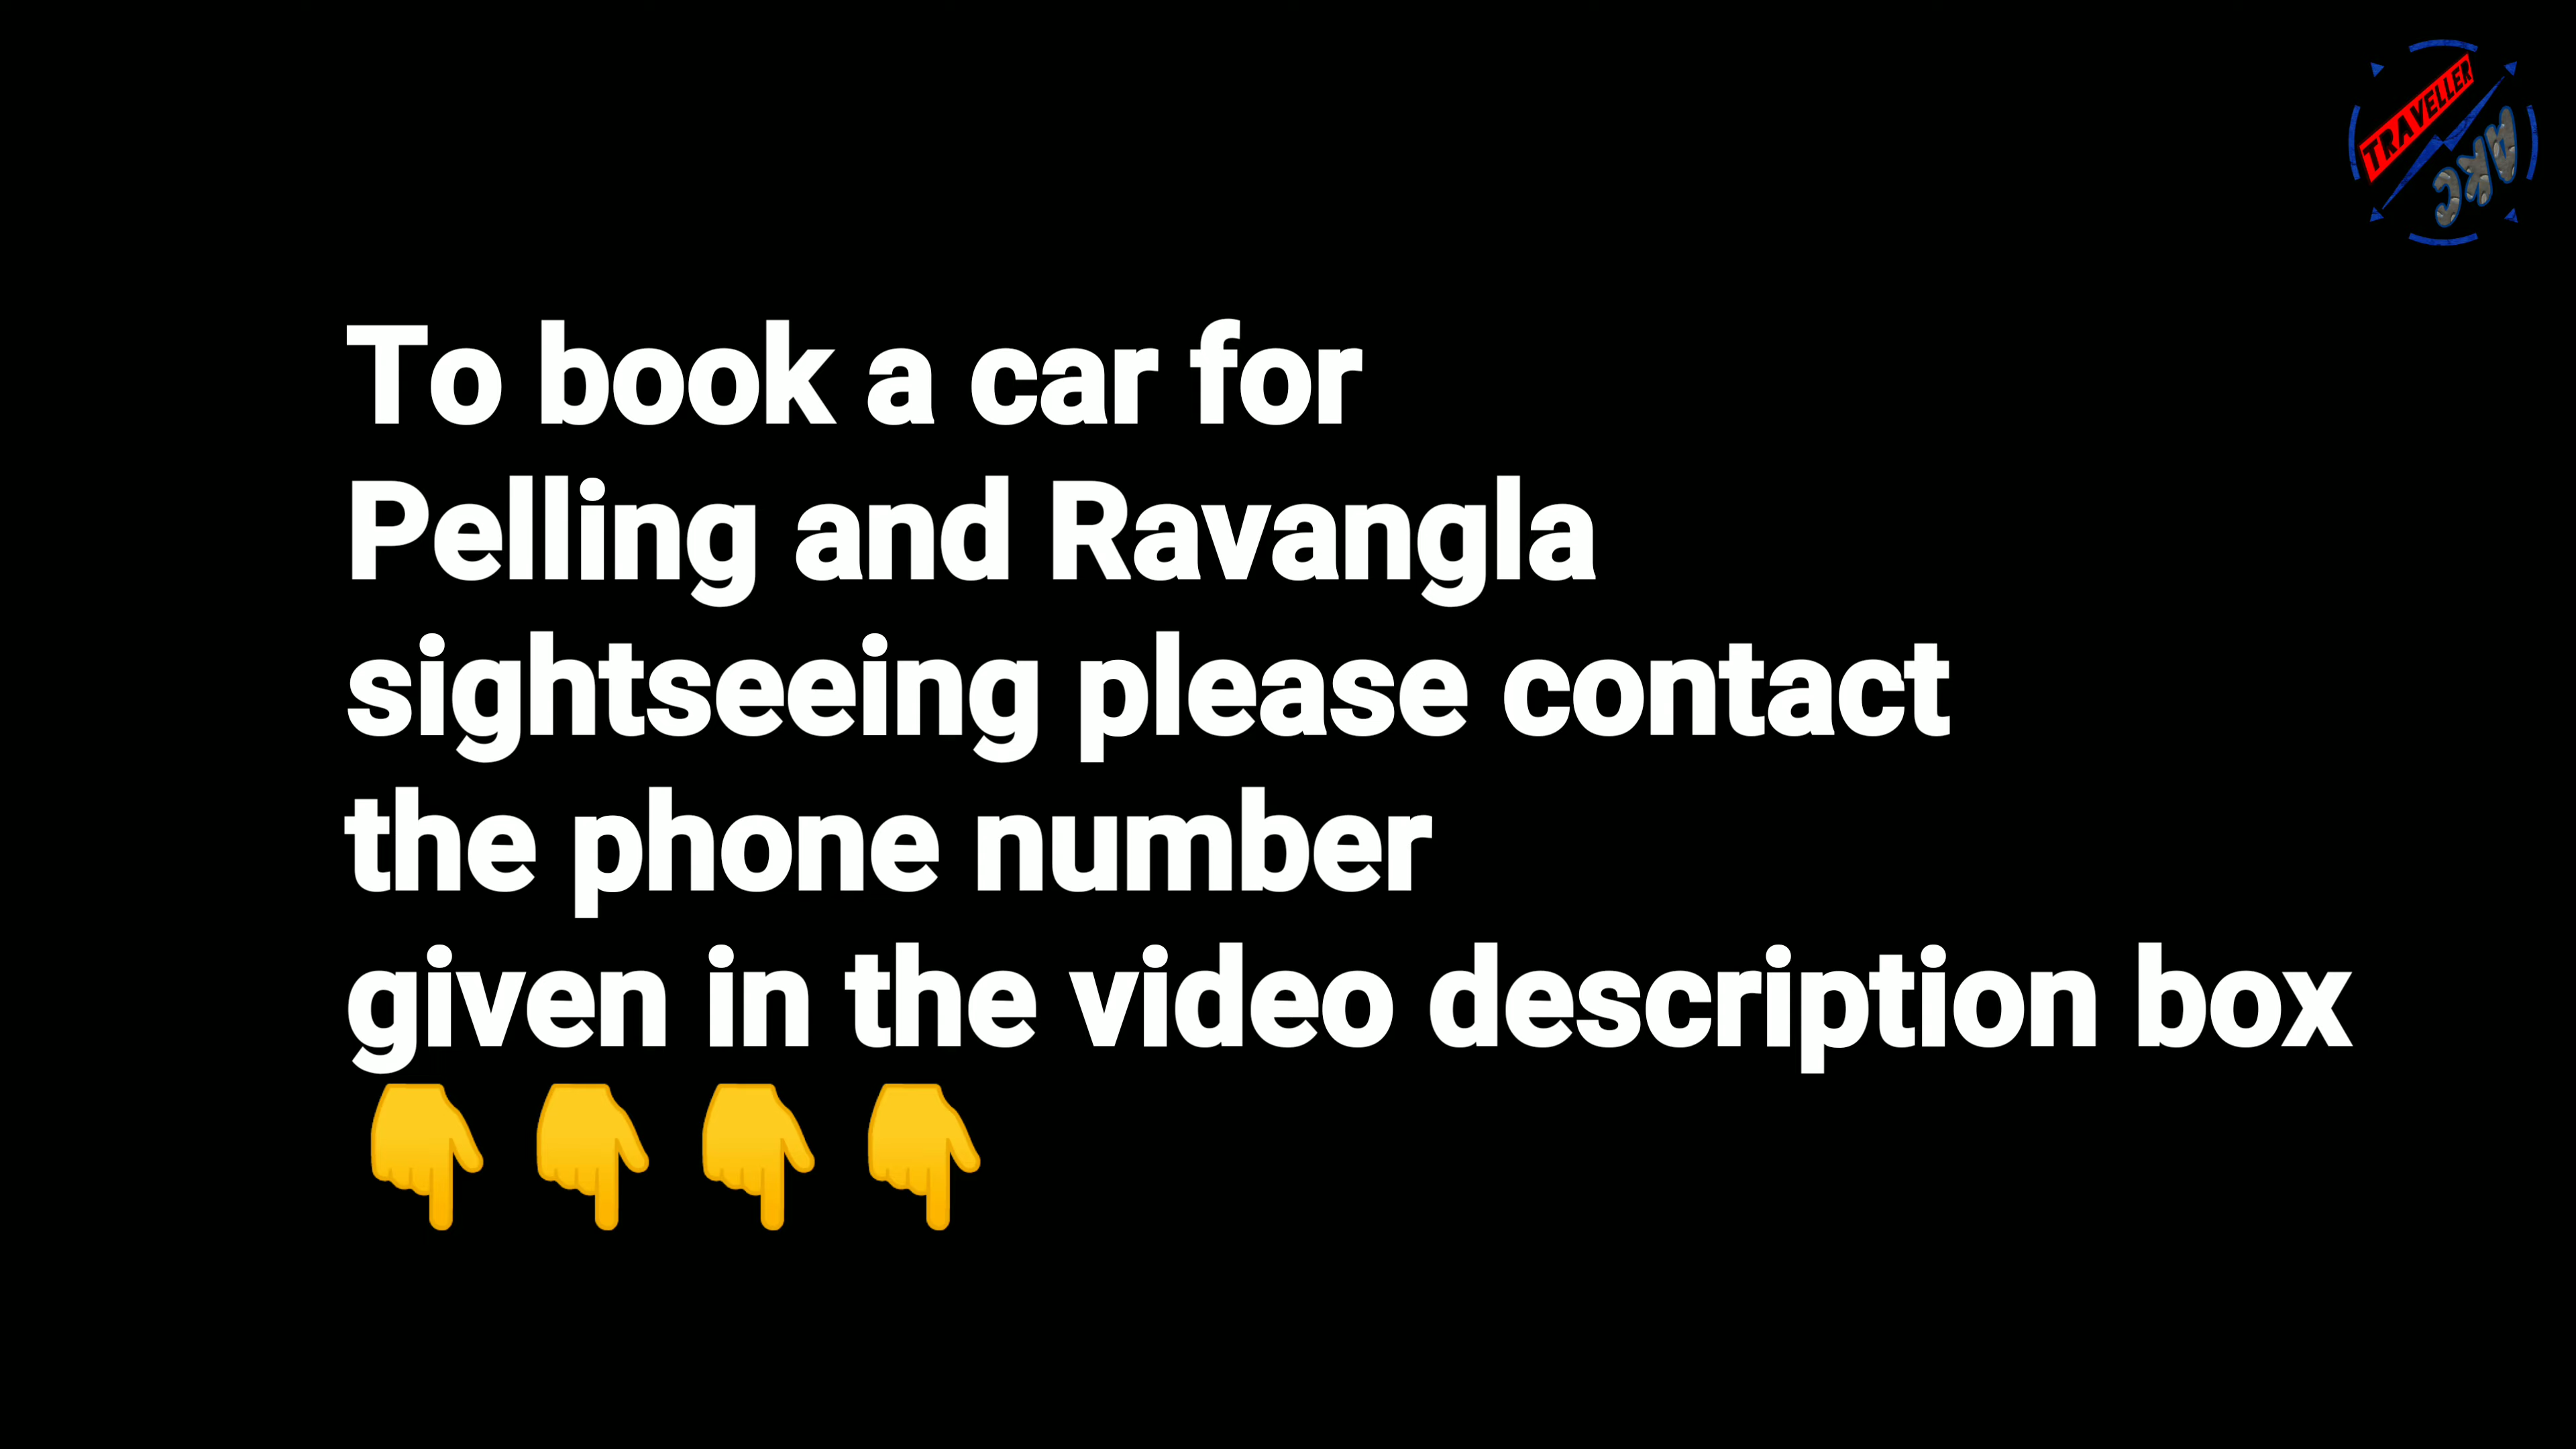 TRAVELLER
AKC
To book a car for
Pelling and Ravangla
sightseeing please contact
the phone number
given in the video description box
👇👇👇👇